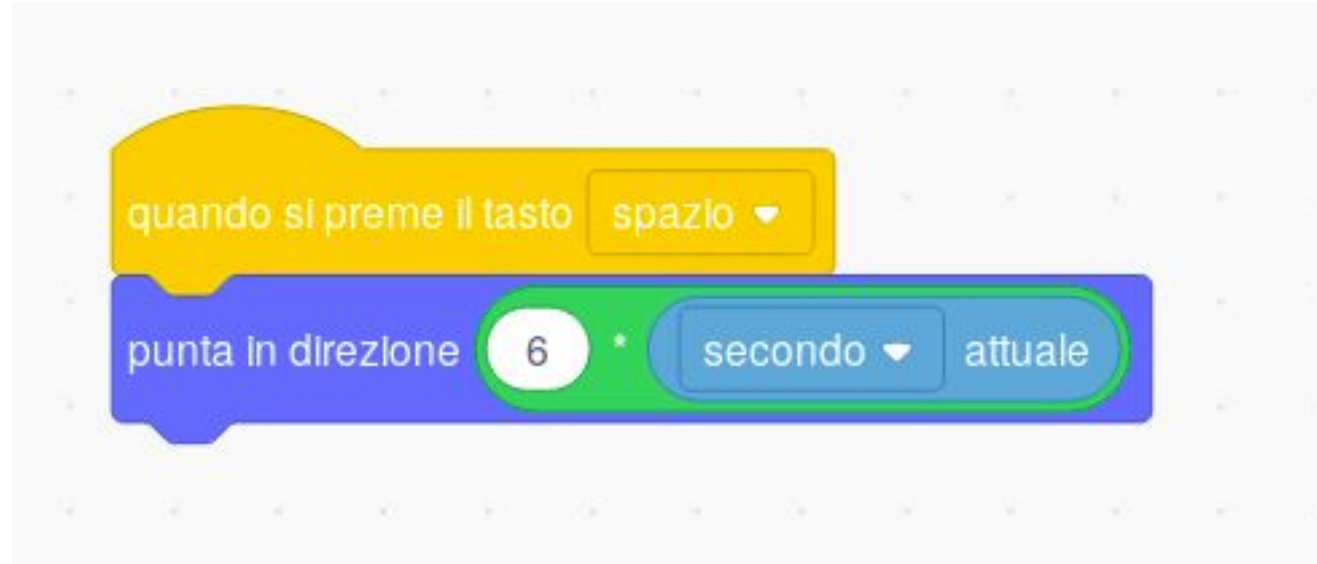 quando si preme il tasto spazio
punta in direzione 6 * secondo attuale